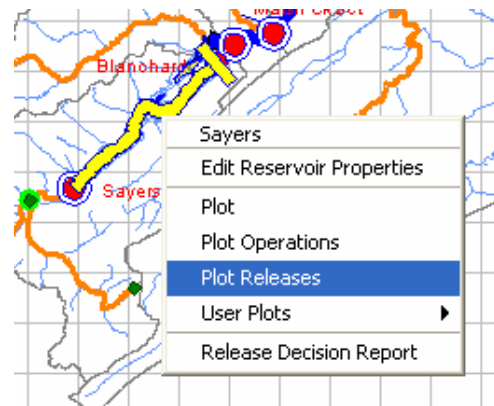 Blanchard
Sayers
Sayers
Edit Reservoir Properties
Plot
Plot Operations
Plot Releases
User Plots
Release Decision Report